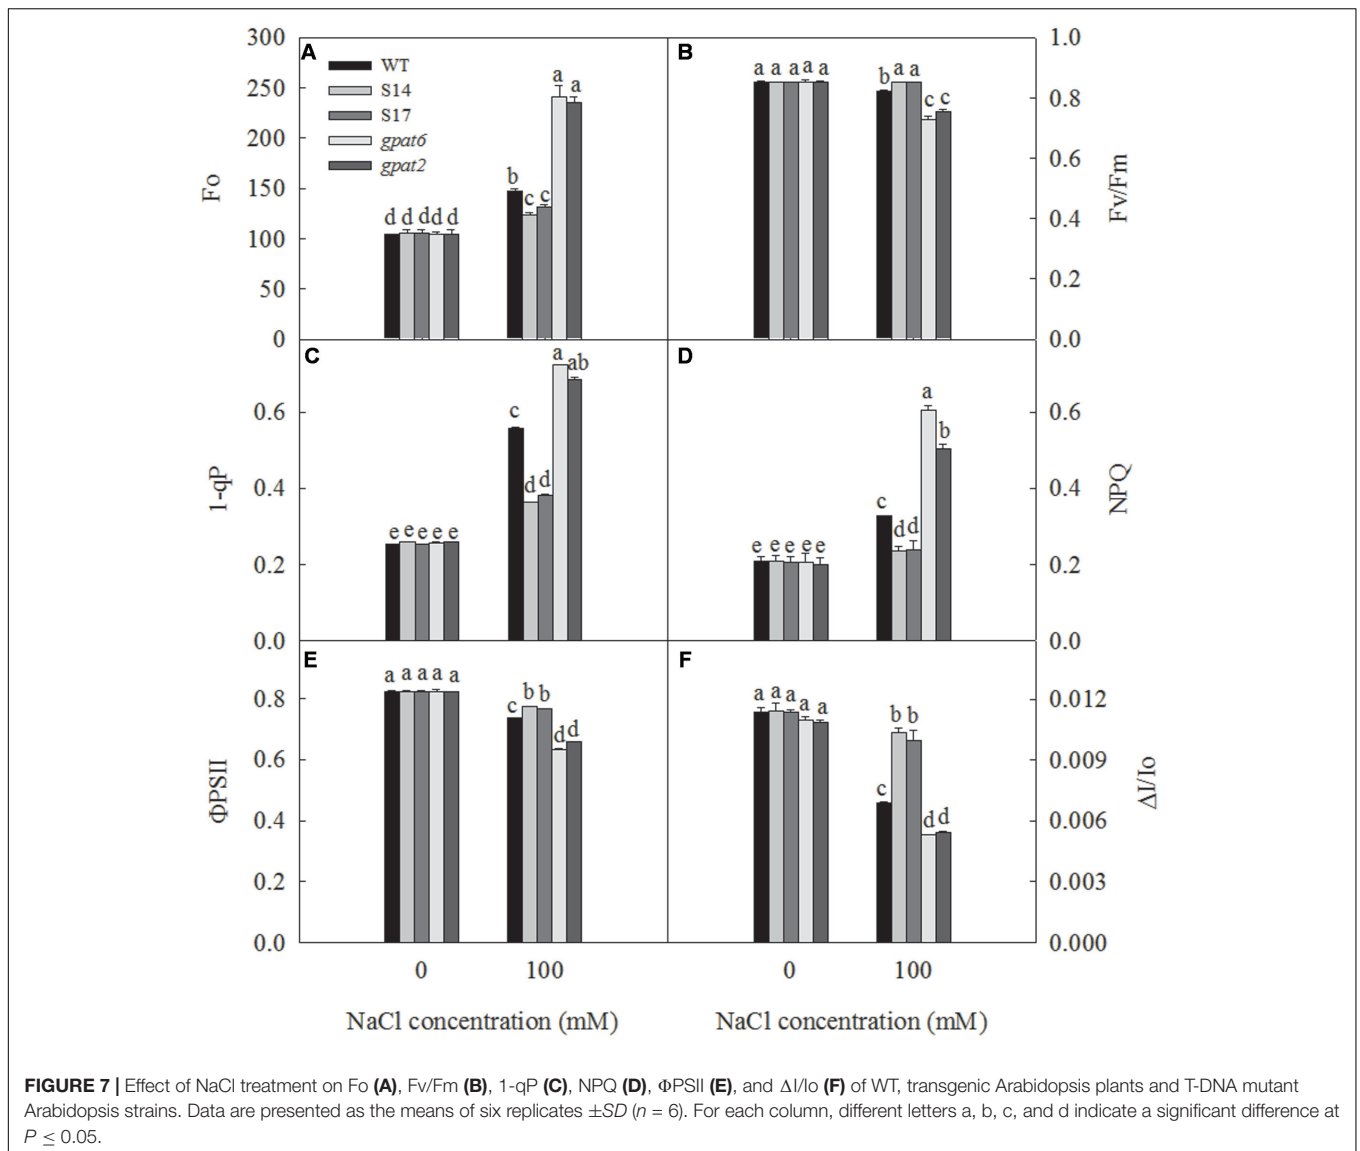 A
B
300
250
200
150
100
50
0
Fo
WT
S14
S17
gpat6
gpat2
d d d d d
b c c a a
a a a a a
b a a c c
1.0
0.8
0.6
0.4
0.2
0.0
Fv/Fm
C
D
0.6
0.4
0.2
0.0
1-qP
e e e e e
c d d a ab
e e e e e
c d d a b
0.6
0.4
0.2
0.0
NPQ
E
F
0.8
0.6
0.4
0.2
0.0
ΦPSII
a a a a a
c b b d d
a a a a a
c b b d d
0.012
0.009
0.006
0.003
0.000
ΔI/Io
0 100 0 100
NaCl concentration (mM) NaCl concentration (mM)
FIGURE 7 | Effect of NaCl treatment on Fo (A), Fv/Fm (B), 1-qP (C), NPQ (D), ΦPSII (E), and ΔI/Io (F) of WT, transgenic Arabidopsis plants and T-DNA mutant
Arabidopsis strains. Data are presented as the means of six replicates ±SD (n = 6). For each column, different letters a, b, c, and d indicate a significant difference at
P ≤ 0.05.